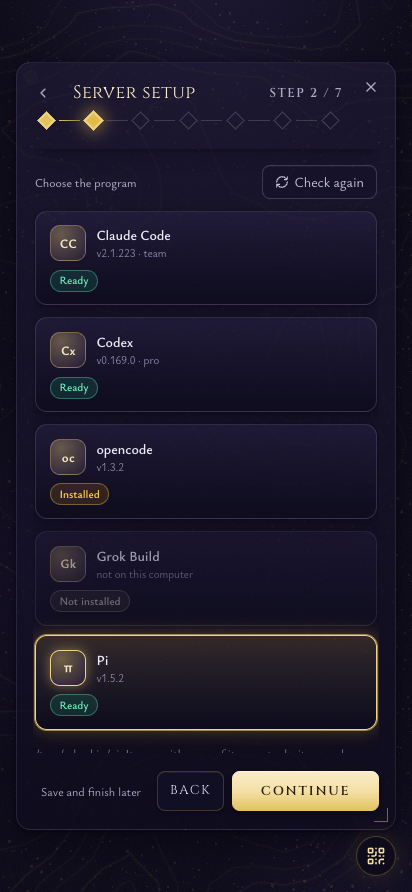 Server setup
STEP 2 / 7
Choose the program
Check again
CC
Claude Code
v2.1.223 · team
Ready
Cx
Codex
v0.169.0 · pro
Ready
oc
opencode
v1.3.2
Installed
Gk
Grok Build
not on this computer
Not installed
π
Pi
v1.5.2
Ready
Save and finish later
BACK
CONTINUE